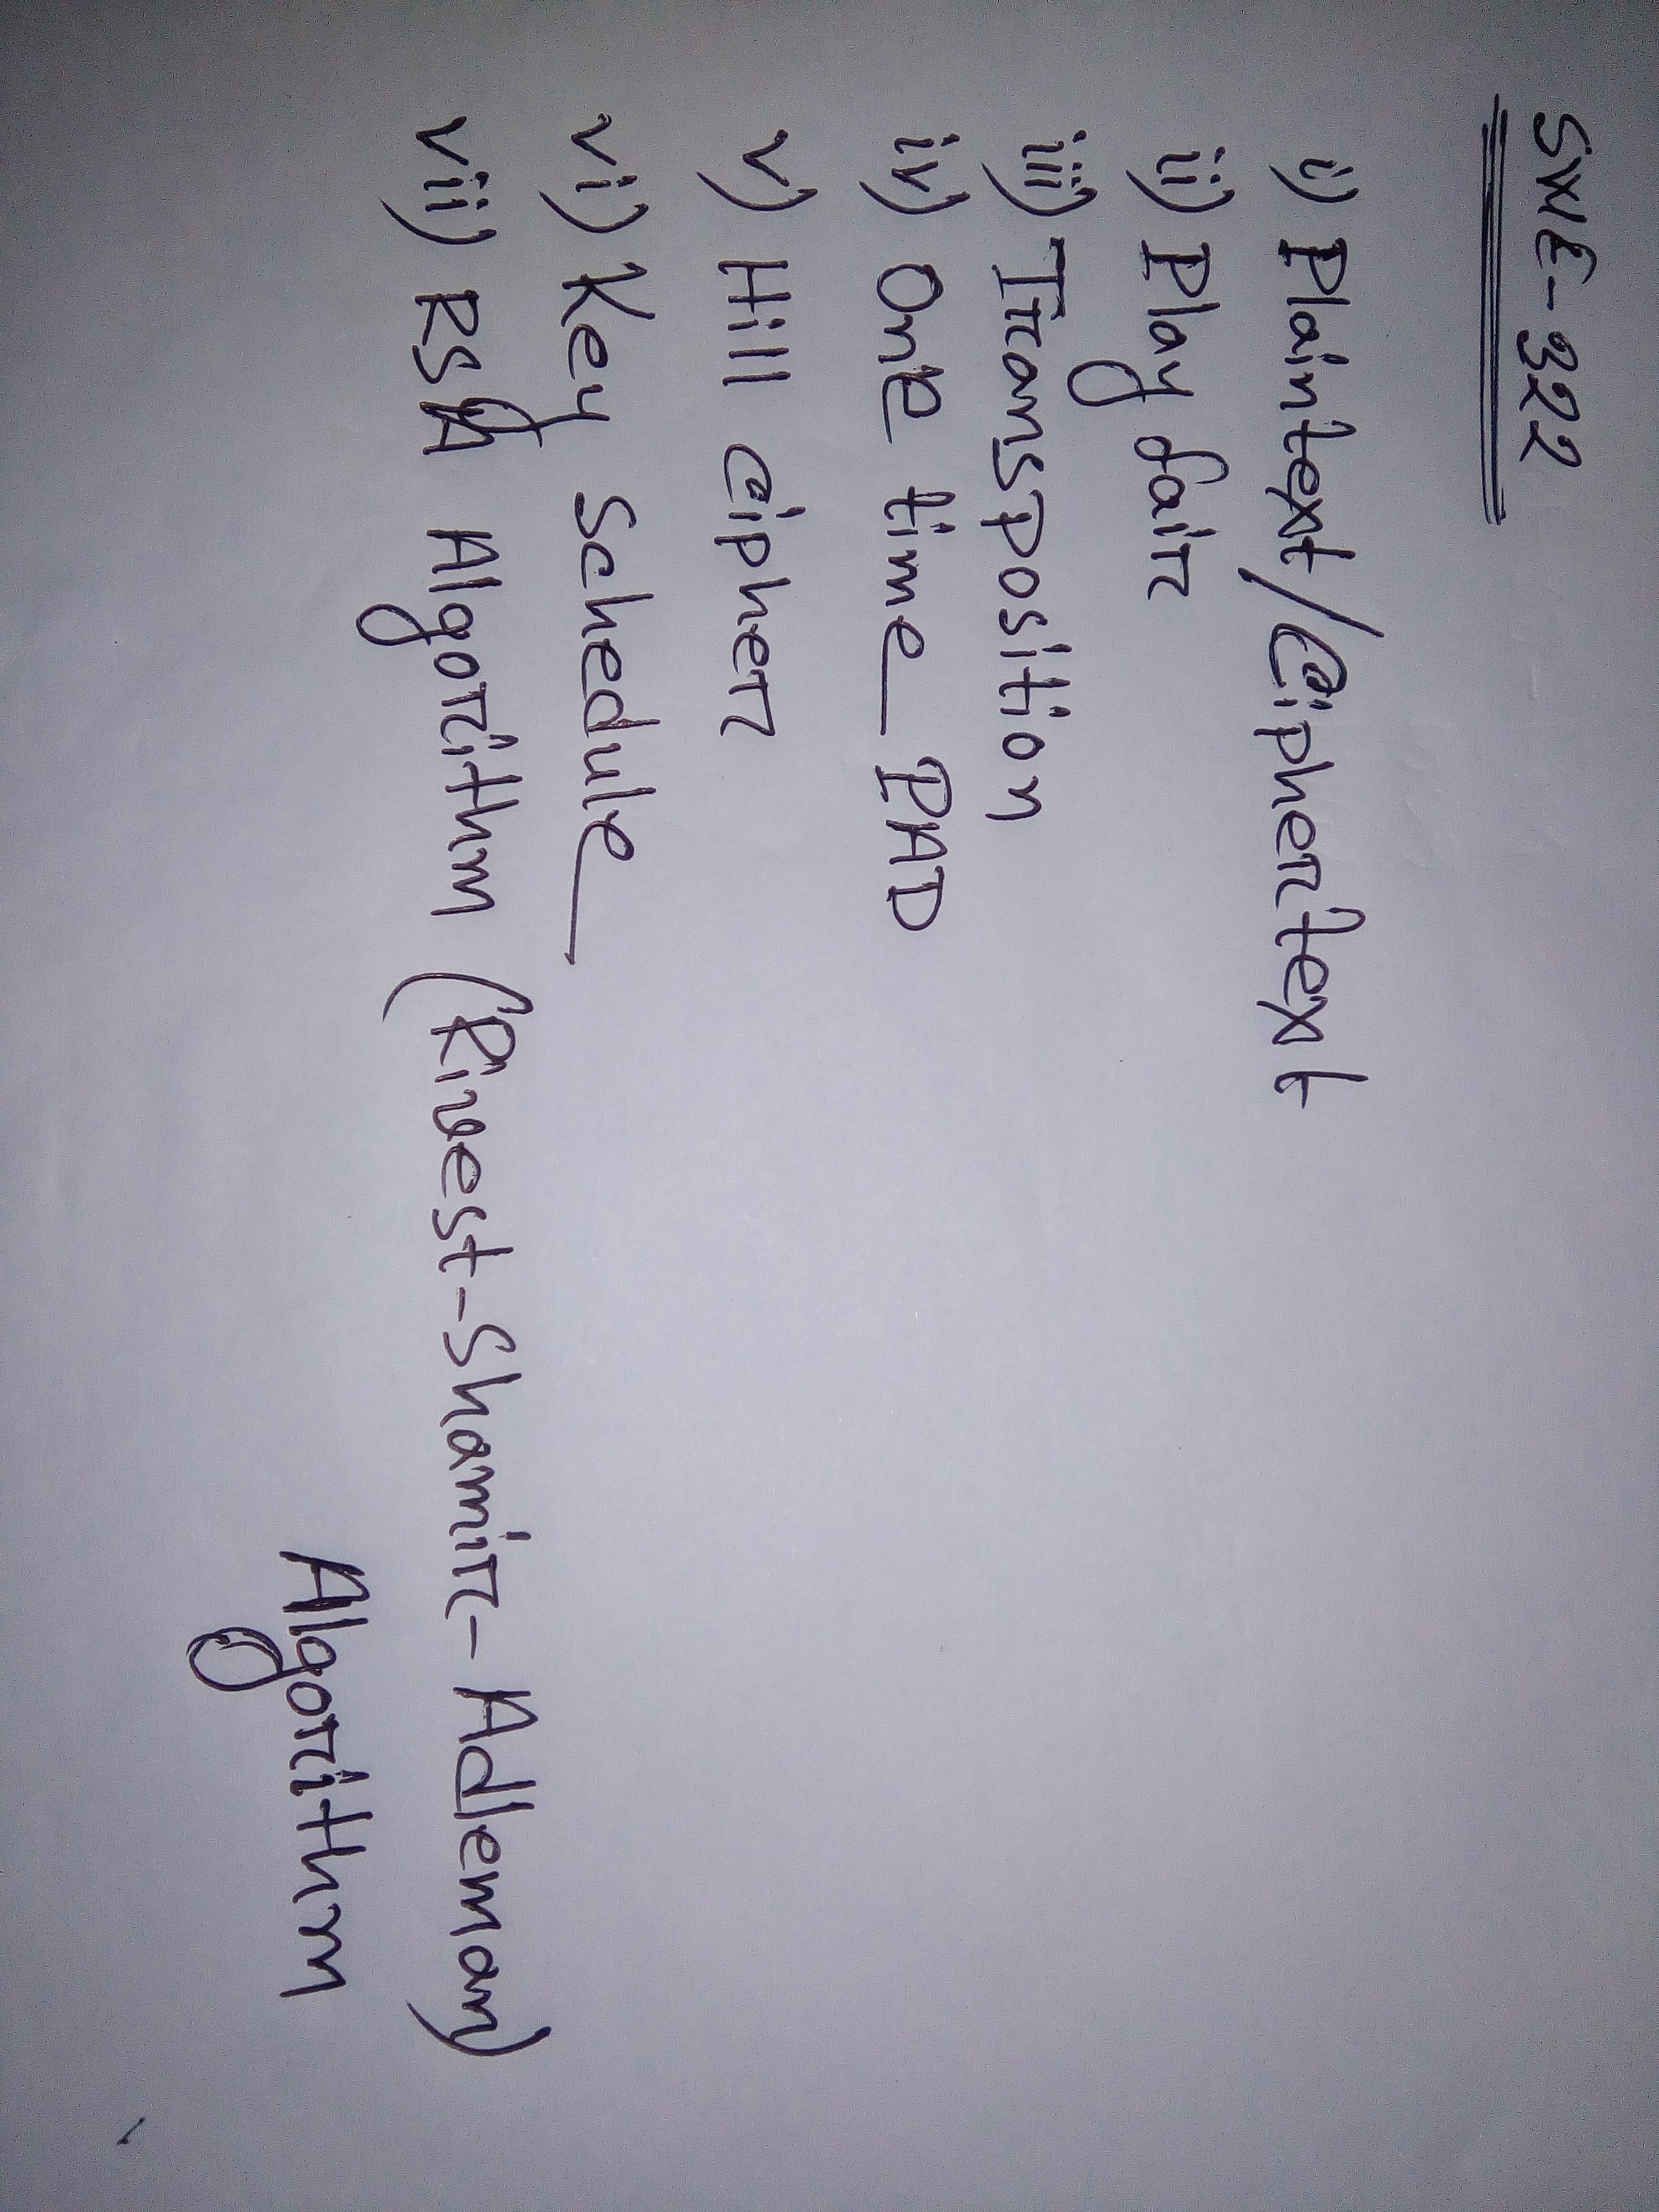 SWE-322
i) Plaintext/Ciphertext
ii) Play fair
iii) Transposition
iv) One time PAD
v) Hill cipher
vi) Key Schedule
vii) RSA Algorithm (Rivest-Shamir-Adleman)
Algorithm